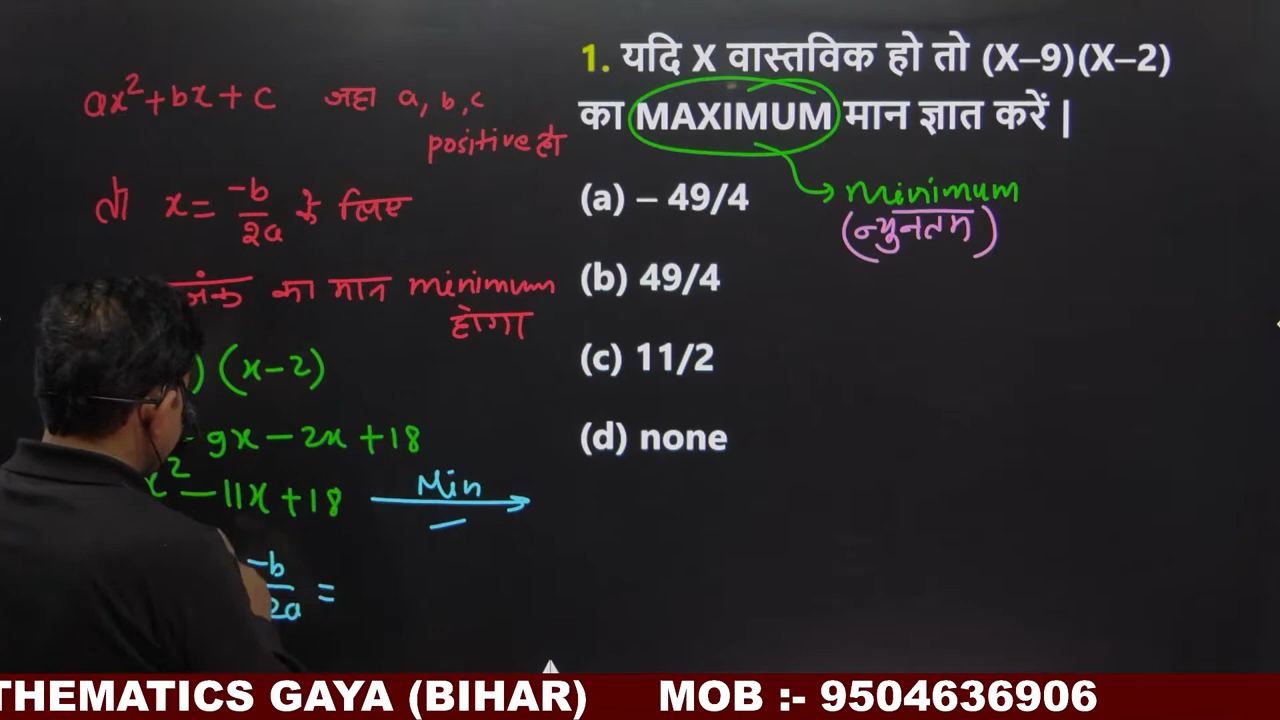 ax²+bx+c जहा a, b, c
positive हो
तो x= -b/2a के लिए
का मान minimum
होगा
) (x-2)
- 9x - 2x + 18
x² - 11x + 18 Min
-b/2a =
1. यदि X वास्तविक हो तो (X–9)(X–2)
का MAXIMUM मान ज्ञात करें |
minimum
(न्युनतम)
(a) – 49/4
(b) 49/4
(c) 11/2
(d) none
THEMATICS GAYA (BIHAR) MOB :- 9504636906